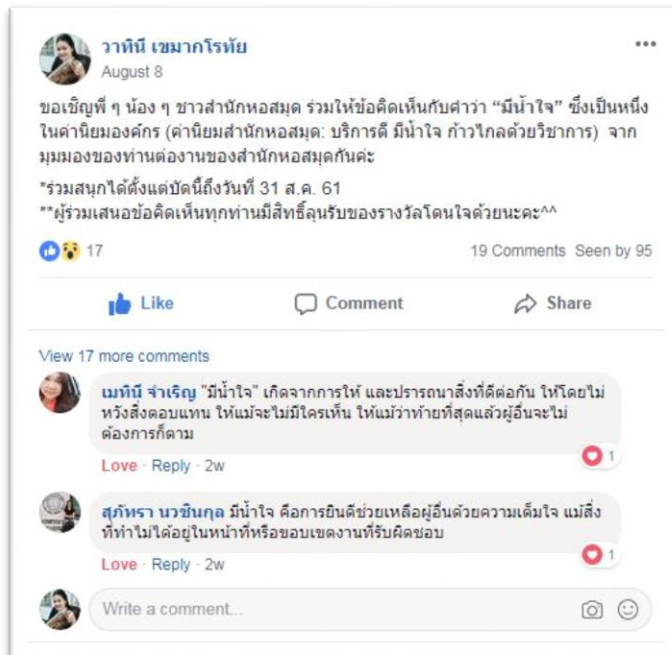 วาทินี เขมากโรทัย
August 8
ขอเชิญพี่ ๆ น้อง ๆ ชาวสำนักหอสมุด ร่วมให้ข้อคิดเห็นกับคำว่า "มีน้ำใจ" ซึ่งเป็นหนึ่ง
ในค่านิยมองค์กร (ค่านิยมสำนักหอสมุด: บริการดี มีน้ำใจ ก้าวไกลด้วยวิชาการ) จาก
มุมมองของท่านต่องานของสำนักหอสมุดกันค่ะ
*ร่วมสนุกได้ตั้งแต่บัดนี้ถึงวันที่ 31 ส.ค. 61
**ผู้ร่วมเสนอข้อคิดเห็นทุกท่านมีสิทธิ์ลุนรับของรางวัลโดนใจด้วยนะคะ^^
17
19 Comments Seen by 95
Like Comment Share
View 17 more comments
เมทินี จำเริญ "มีน้ำใจ" เกิดจากการให้ และปรารถนาสิ่งที่ดีต่อกัน ให้โดยไม่
หวังสิ่งตอบแทน ให้แม้จะไม่มีใครเห็น ให้แม้ว่าท้ายที่สุดแล้วผู้อื่นจะไม่
ต้องการก็ตาม
1
Love · Reply · 2w
สุภัทรา นวชินกุล มีน้ำใจ คือการยินดีช่วยเหลือผู้อื่นด้วยความเต็มใจ แม้สิ่ง
ที่ทำไม่ได้อยู่ในหน้าที่หรือขอบเขตงานที่รับผิดชอบ
1
Love · Reply · 2w
Write a comment...